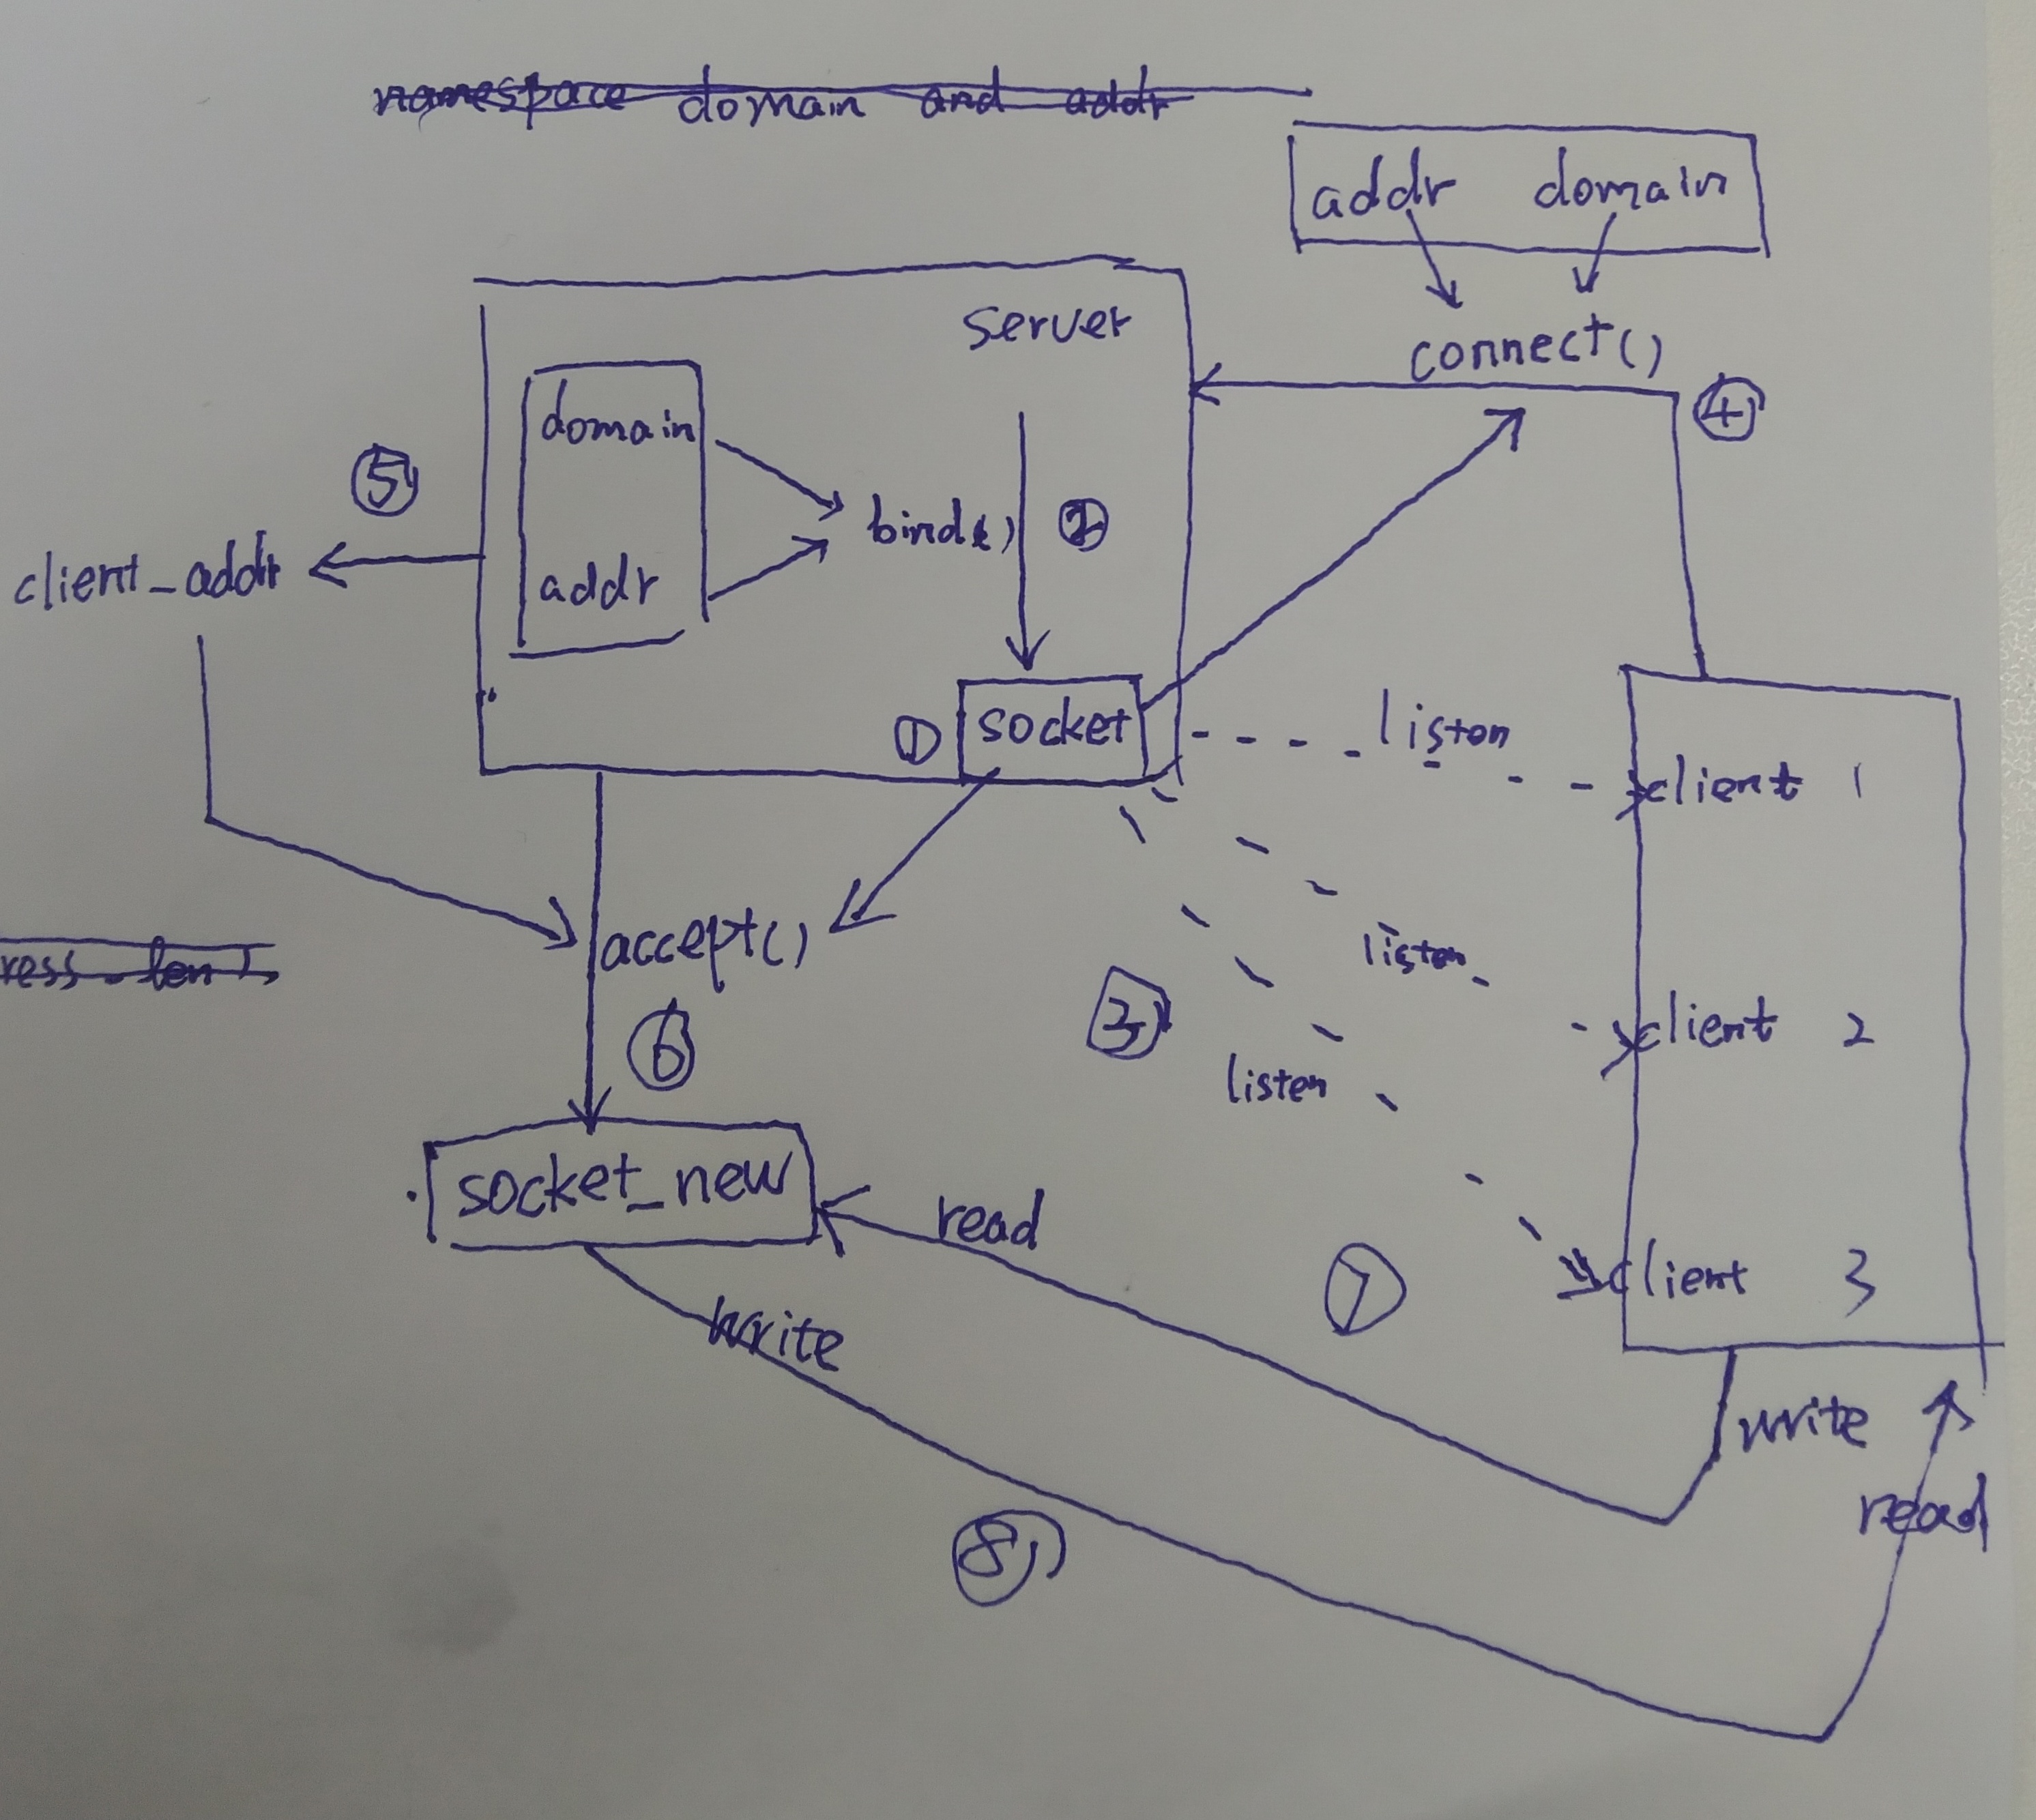 namespace domain and addr
addr domain
server
connect()
④
domain
⑤
bind()
②
client_addr
addr
① socket
listen
client 1
accept()
listen
ress_len
③
client 2
⑥
listen
socket_new
read
⑦
client 3
write
write
read
⑧